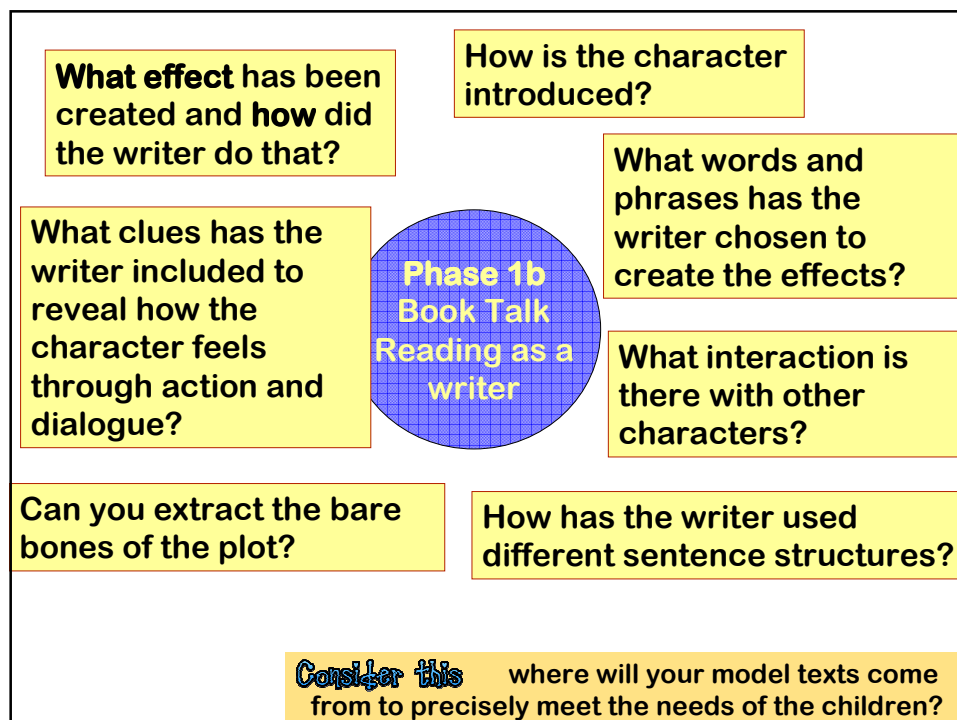 What effect has been
created and how did
the writer do that?
How is the character
introduced?
What words and
phrases has the
writer chosen to
create the effects?
What clues has the
writer included to
reveal how the
character feels
through action and
dialogue?
Phase 1b
Book Talk
Reading as a
writer
What interaction is
there with other
characters?
Can you extract the bare
bones of the plot?
How has the writer used
different sentence structures?
Consider this where will your model texts come
from to precisely meet the needs of the children?